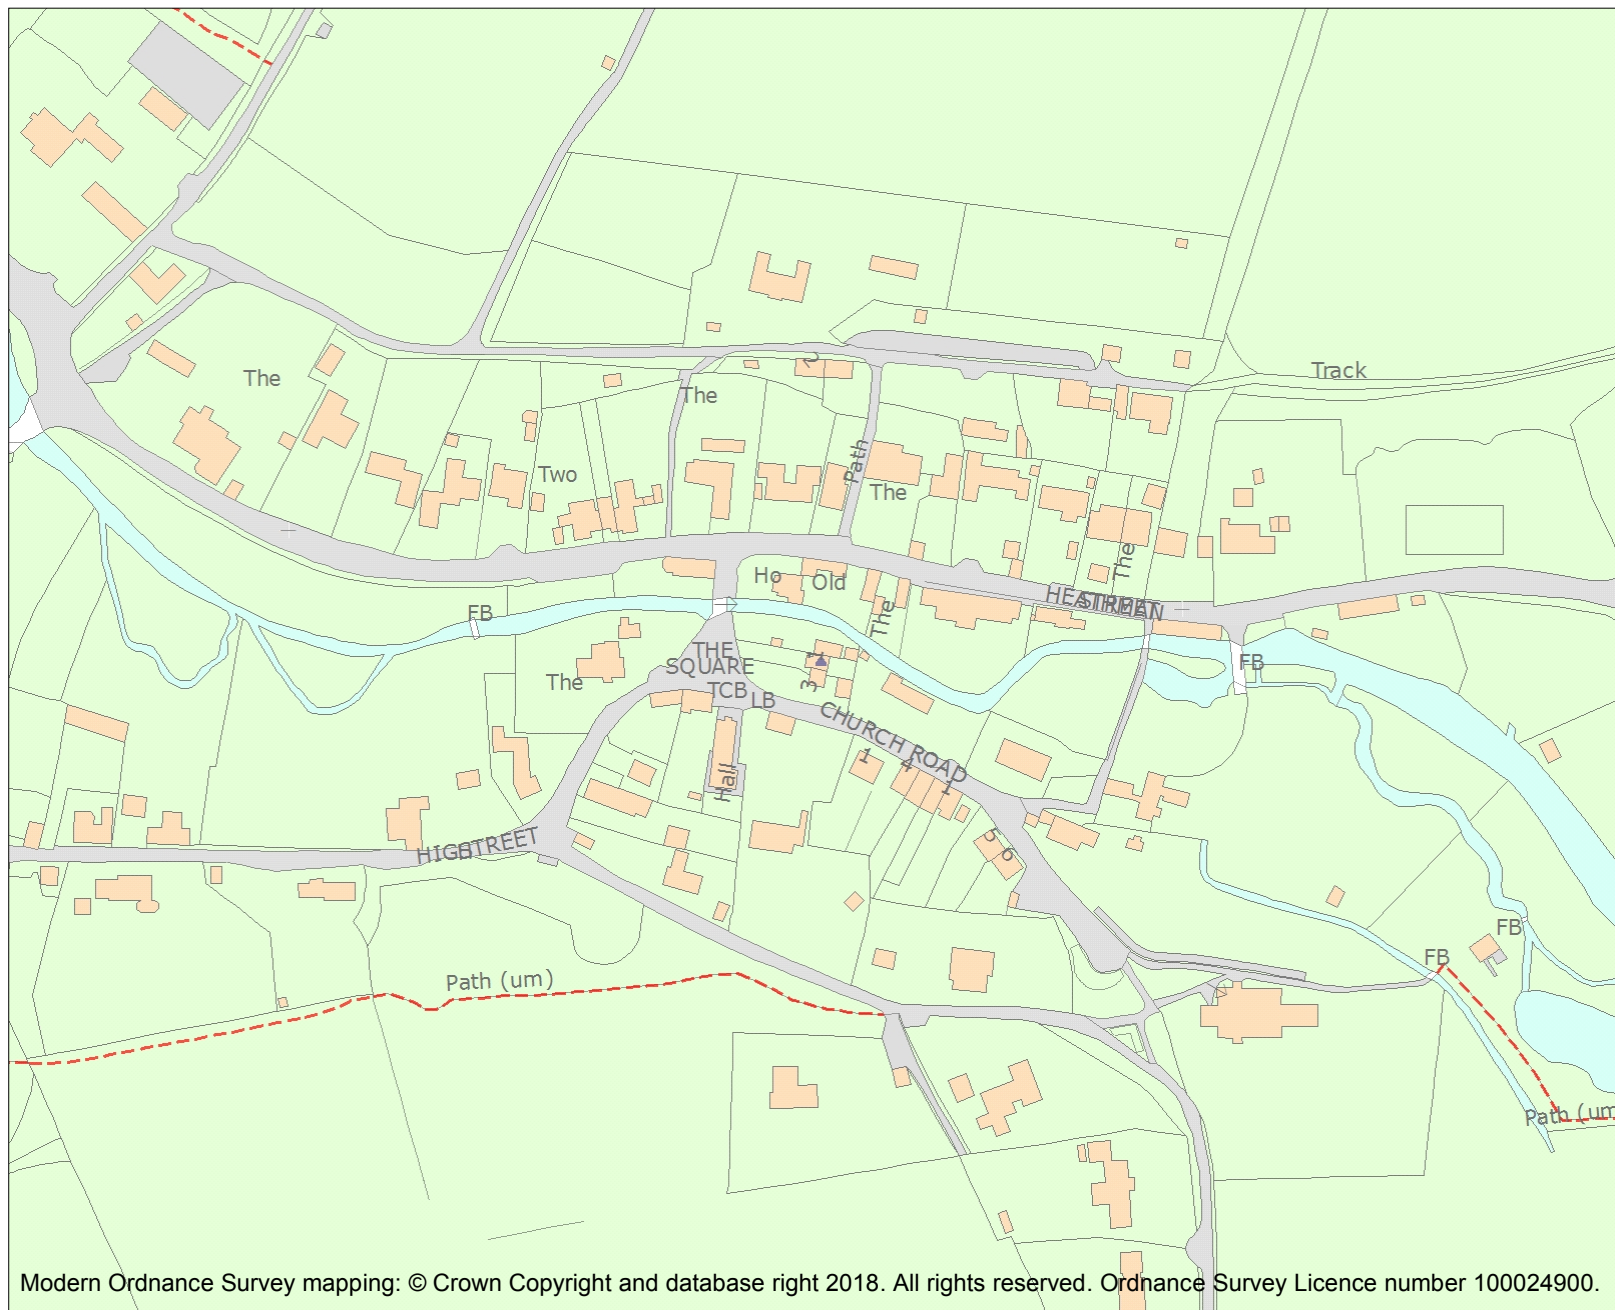 Track
The
The
2
Path
Two
The
The
Ho
Old
The
FB
THE
SQUARE
TCB
LB
The
1
3
FB
CHURCH ROAD
1
4
1
Hall
5
6
FB
FB
Path (um)
Path (um
Modern Ordnance Survey mapping: © Crown Copyright and database right 2018. All rights reserved. Ordnance Survey Licence number 100024900.